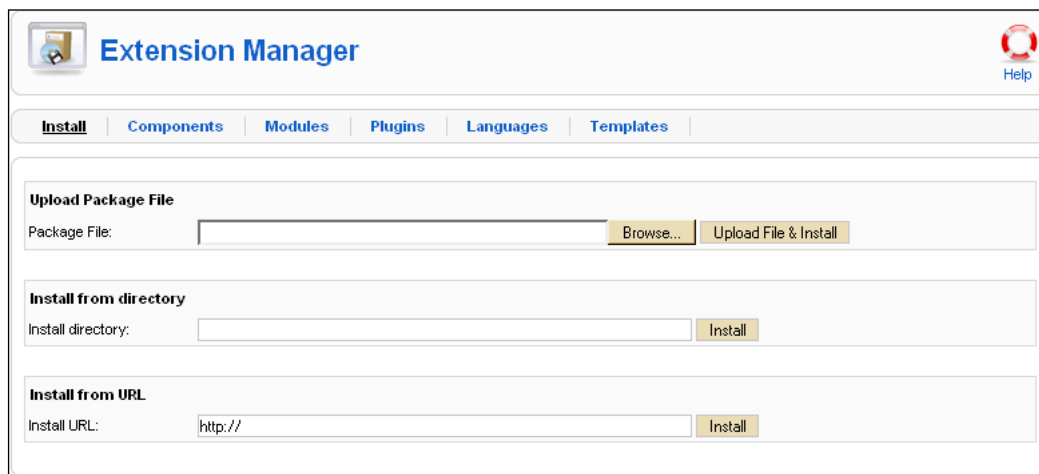 Extension Manager
Help
Install Components Modules Plugins Languages Templates
Upload Package File
Package File: Browse... Upload File & Install
Install from directory
Install directory: Install
Install from URL
Install URL: http:// Install